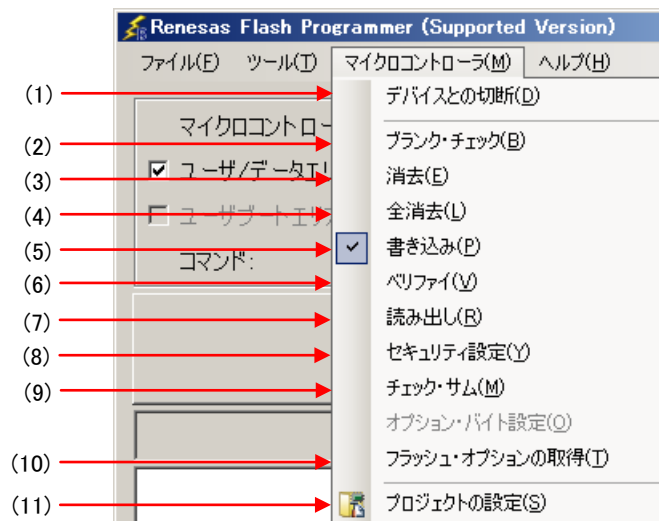 Renesas Flash Programmer (Supported Version)
ファイル(F) ツール(T) マイクロコントローラ(M) ヘルプ(H)
(1) デバイスとの切断(D)
マイクロコントロー
(2) ブランク・チェック(B)
ユーザ/データエリ
(3) 消去(E)
(4) 全消去(L)
ユーザブートエリア
(5) 書き込み(P)
コマンド:
(6) ベリファイ(V)
(7) 読み出し(R)
(8) セキュリティ設定(Y)
(9) チェック・サム(M)
オプション・バイト設定(O)
(10) フラッシュ・オプションの取得(T)
(11) プロジェクトの設定(S)